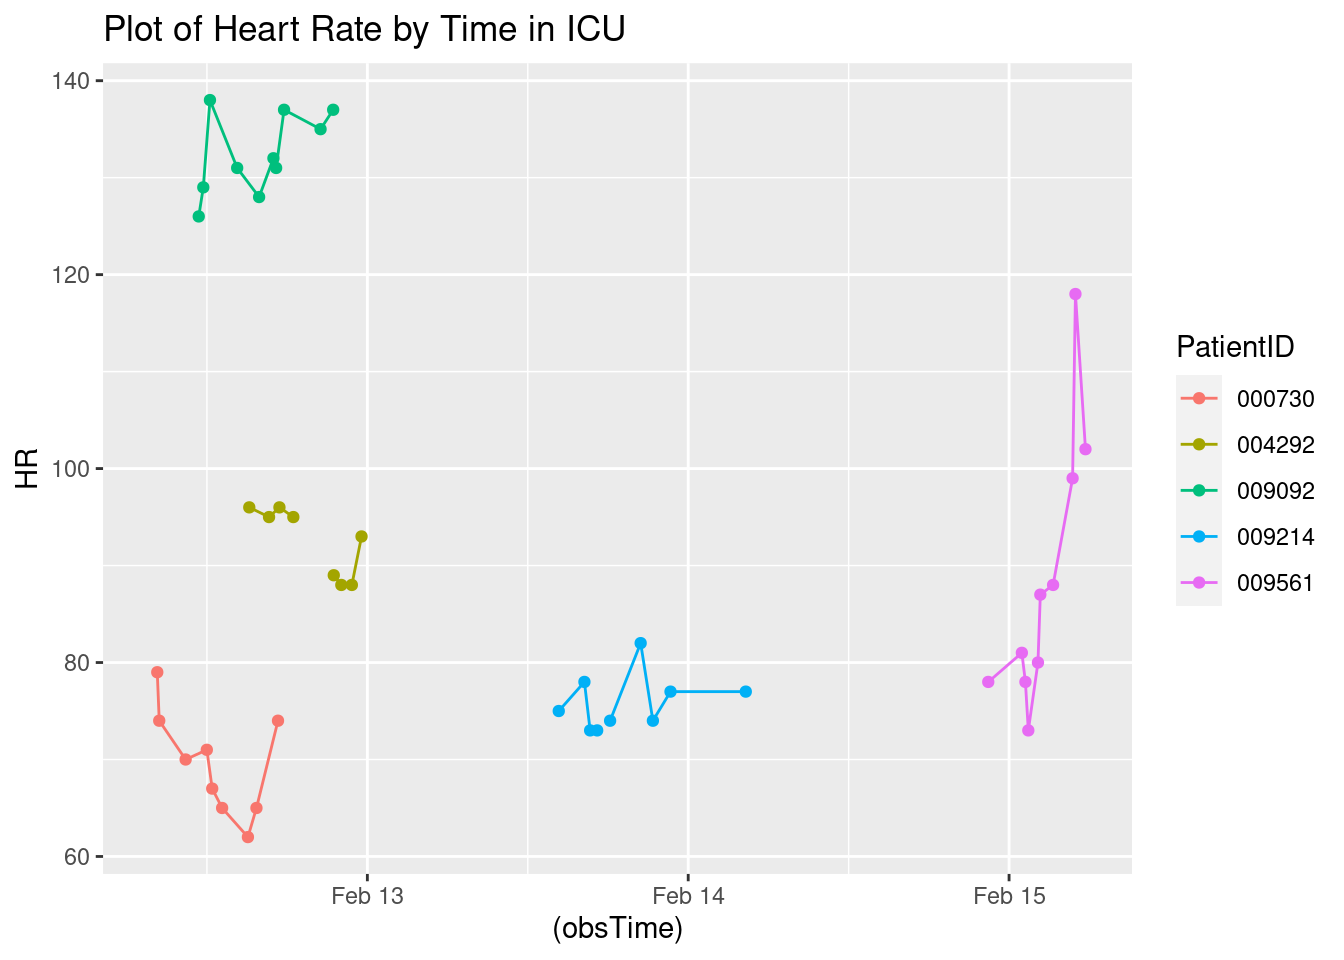 Plot of Heart Rate by Time in ICU
140
120
100
80
60
HR
Feb 13
Feb 14
Feb 15
(obsTime)
PatientID
000730
004292
009092
009214
009561